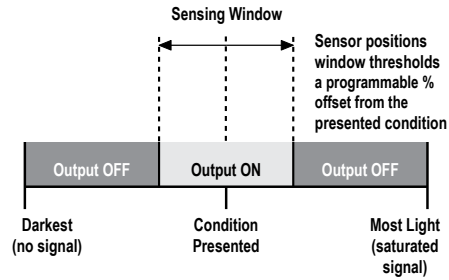 Sensing Window
Sensor positions
window thresholds
a programmable %
offset from the
presented condition
Output OFF
Output ON
Output OFF
Darkest
(no signal)
Condition
Presented
Most Light
(saturated
signal)